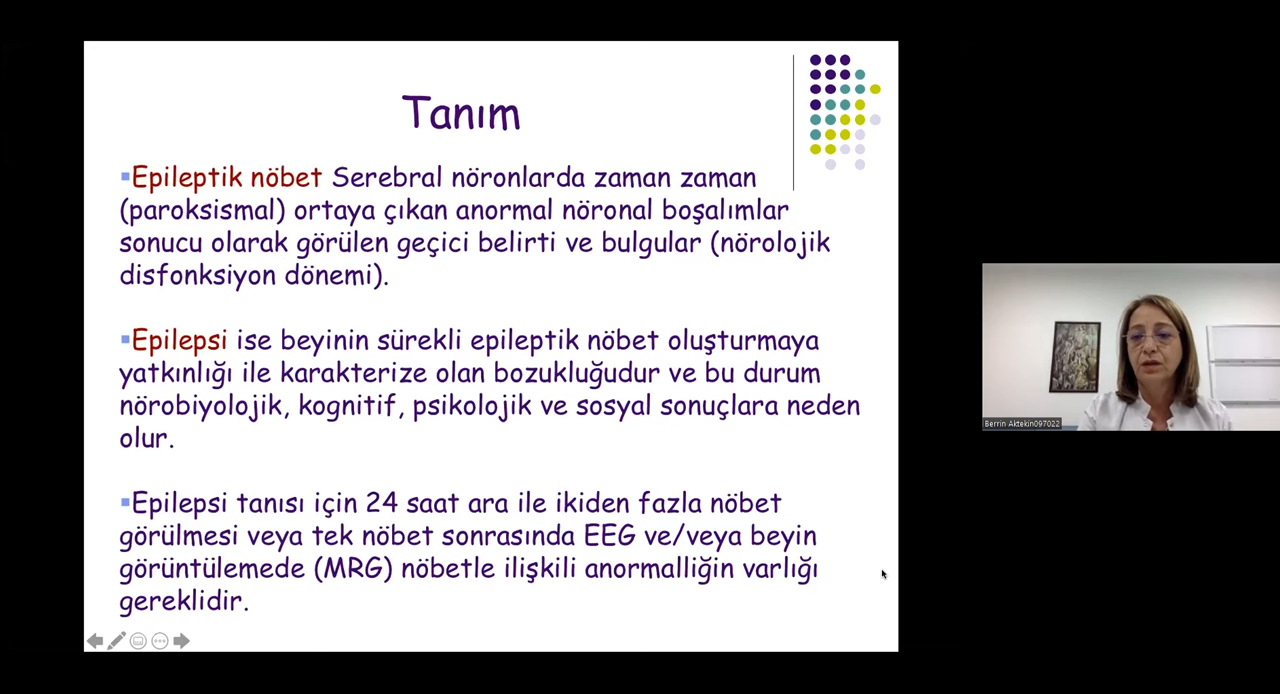 Tanım
Epileptik nöbet Serebral nöronlarda zaman zaman
(paroksismal) ortaya çıkan anormal nöronal boşalımlar
sonucu olarak görülen geçici belirti ve bulgular (nörolojik
disfonksiyon dönemi).
Epilepsi ise beyinin sürekli epileptik nöbet oluşturmaya
yatkınlığı ile karakterize olan bozukluğudur ve bu durum
nörobiyolojik, kognitif, psikolojik ve sosyal sonuçlara neden
olur.
Epilepsi tanısı için 24 saat ara ile ikiden fazla nöbet
görülmesi veya tek nöbet sonrasında EEG ve/veya beyin
görüntülemede (MRG) nöbetle ilişkili anormalliğin varlığı
gereklidir.
Berrin Aktekin097022